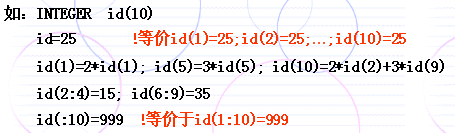 如：INTEGER id(10)
id=25 !等价id(1)=25;id(2)=25;…;id(10)=25
id(1)=2*id(1); id(5)=3*id(5); id(10)=2*id(2)+3*id(9)
id(2:4)=15; id(6:9)=35
id(:10)=999 !等价于id(1:10)=999